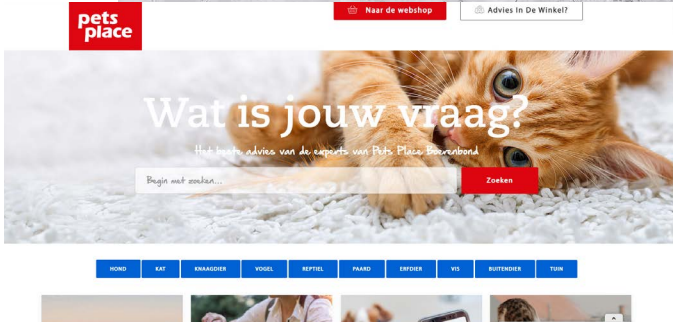 pets
place
Naar de webshop
Advies In De Winkel?
Wat is jouw vraag?
Het beste advies van de experts van Pets Place Boerenbond
Begin met zoeken...
Zoeken
HOND
KAT
KNAAGDIER
VOGEL
REPTIEL
PAARD
ERFDIER
VIS
BUITENDIER
TUIN